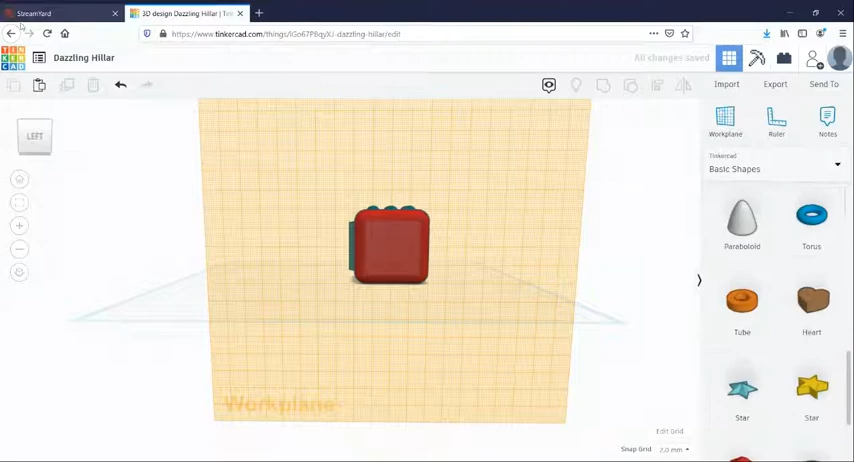 StreamYard
3D design Dazzling Hillar | Tin
https://www.tinkercad.com/things/lGo67PBqyXJ-dazzling-hillar/edit
TIN
KER
CAD
Dazzling Hillar
All changes saved
Import
Export
Send To
LEFT
Workplane
Ruler
Notes
Tinkercad
Basic Shapes
Paraboloid
Torus
Tube
Heart
Star
Star
Workplane
Edit Grid
Snap Grid
2.0 mm